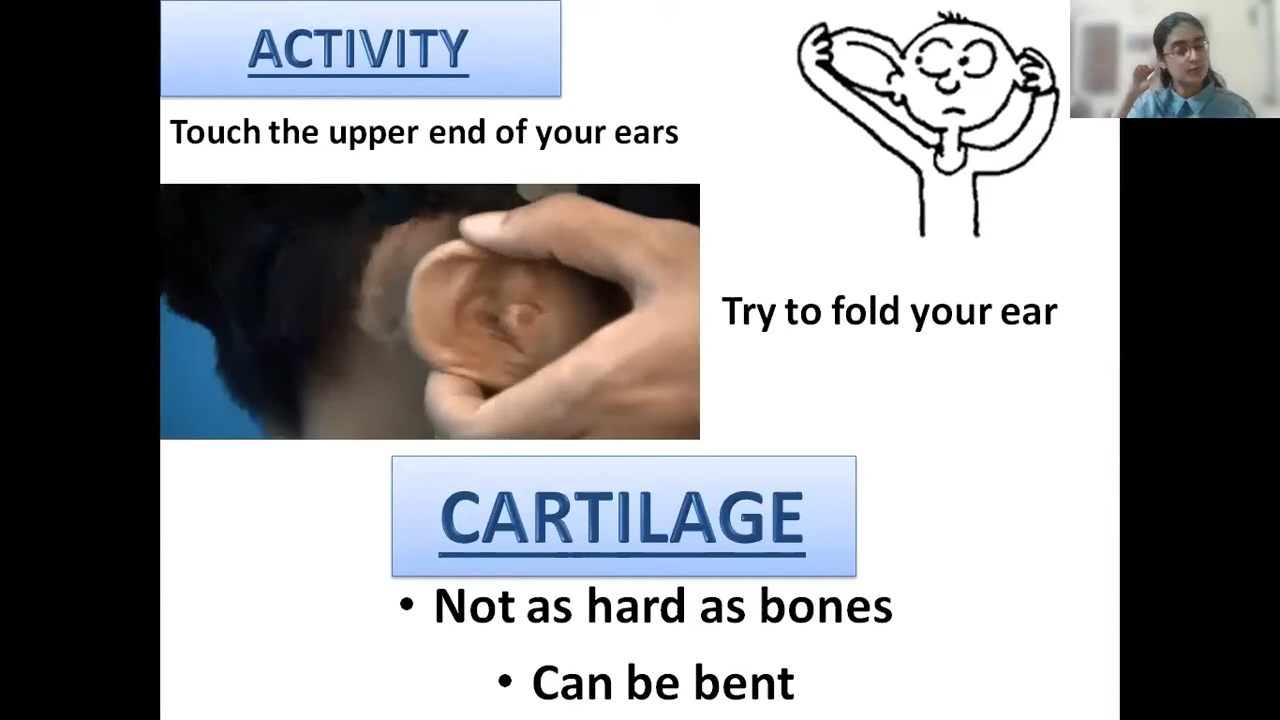 ACTIVITY
Touch the upper end of your ears
Try to fold your ear
CARTILAGE
• Not as hard as bones
• Can be bent